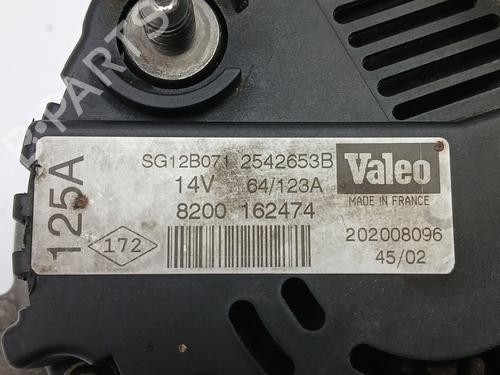 B-PARTS
125A
SG12B071 2542653B
Valeo
14V 64/123A
MADE IN FRANCE
8200 162474
172
202008096
45/02